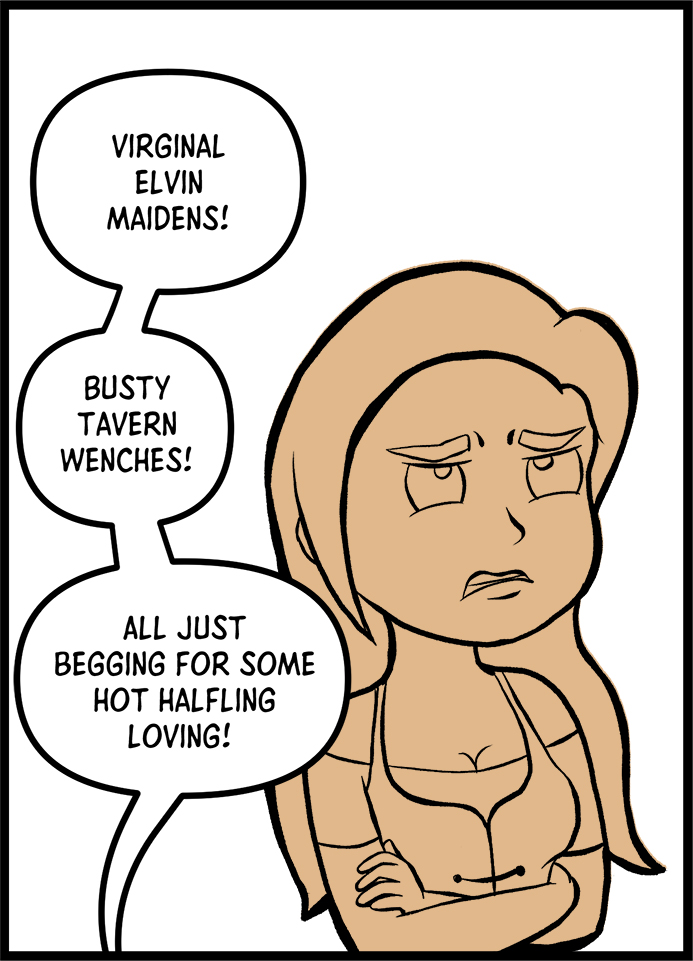 VIRGINAL
ELVIN
MAIDENS!
BUSTY
TAVERN
WENCHES!
ALL JUST
BEGGING FOR SOME
HOT HALFLING
LOVING!